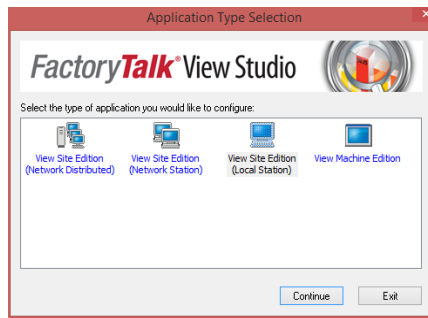 Application Type Selection
FactoryTalk® View Studio
Select the type of application you would like to configure:
View Site Edition
(Network Distributed)
View Site Edition
(Network Station)
View Site Edition
(Local Station)
View Machine Edition
Continue
Exit